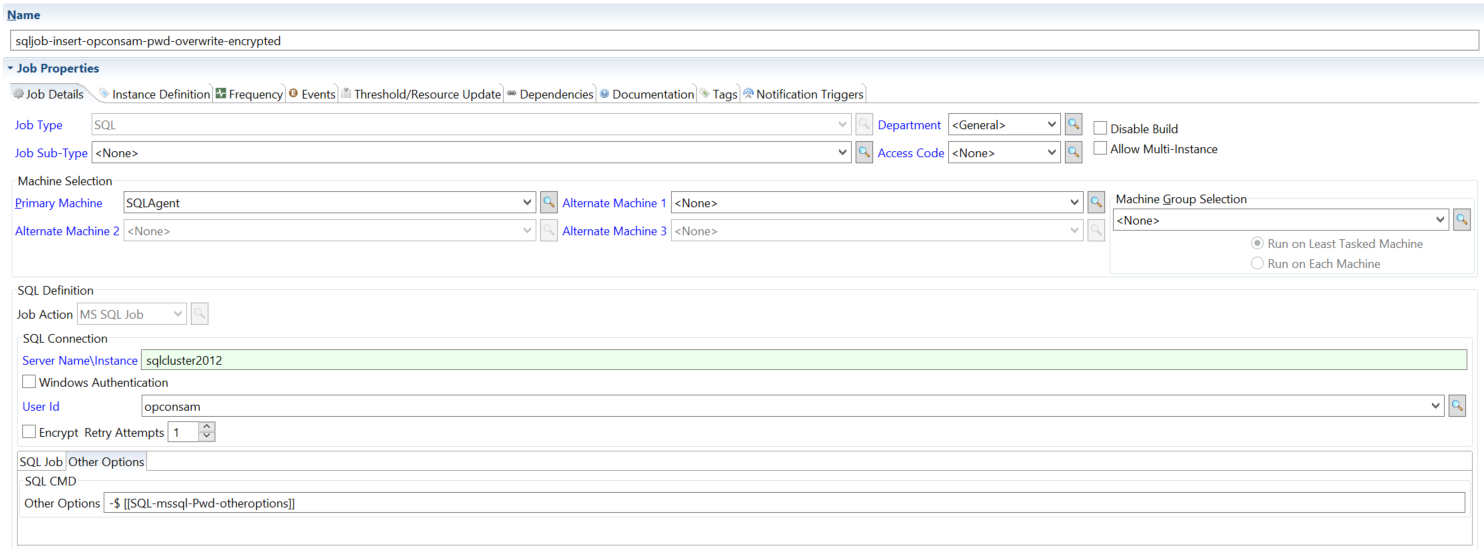 Name
sqljob-insert-opconsam-pwd-overwrite-encrypted
Job Properties
Job Details Instance Definition Frequency Events Threshold/Resource Update Dependencies Documentation Tags Notification Triggers
Job Type SQL Department <General> Disable Build
Job Sub-Type <None> Access Code <None> Allow Multi-Instance
Machine Selection
Primary Machine SQLAgent Alternate Machine 1 <None> Machine Group Selection
<None>
Alternate Machine 2 <None> Alternate Machine 3 <None>
Run on Least Tasked Machine
Run on Each Machine
SQL Definition
Job Action MS SQL Job
SQL Connection
Server Name\Instance sqlcluster2012
Windows Authentication
User Id opconsam
Encrypt Retry Attempts 1
SQL Job Other Options
SQL CMD
Other Options -$ [[SQL-mssql-Pwd-otheroptions]]